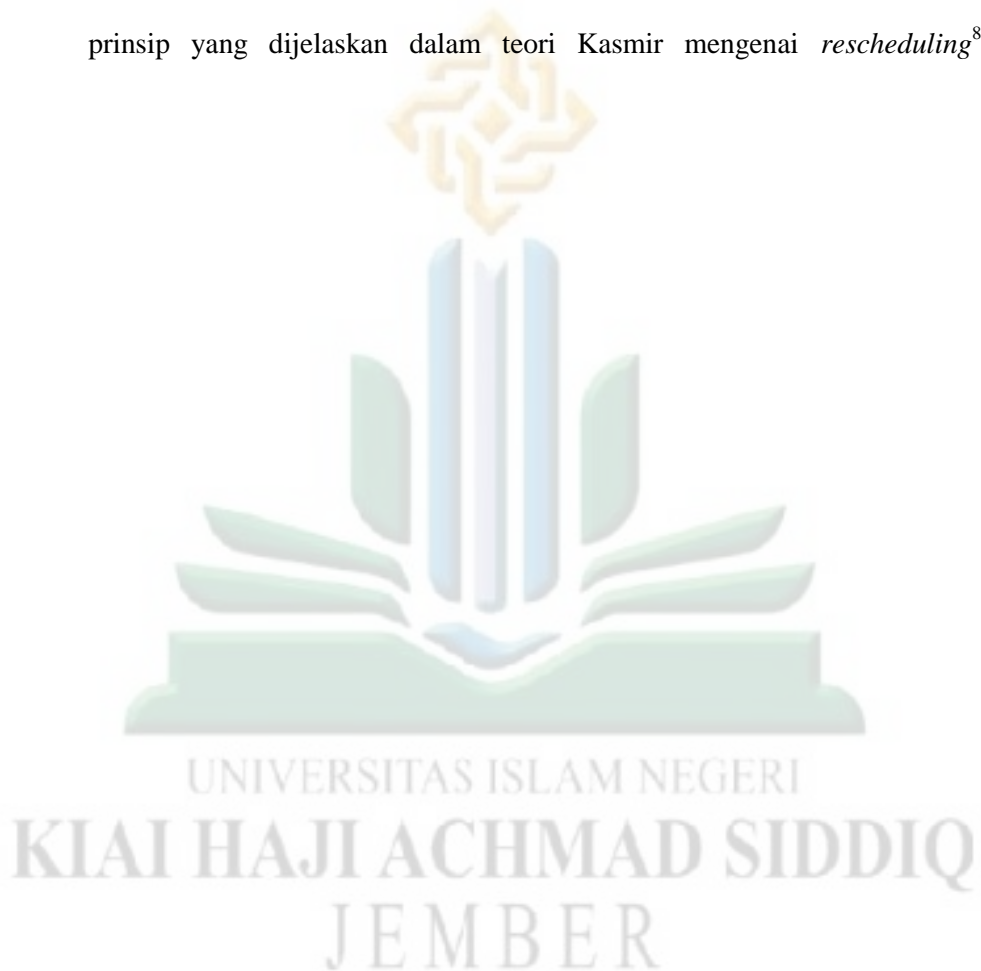 prinsip yang dijelaskan dalam teori Kasmir mengenai rescheduling⁸
UNIVERSITAS ISLAM NEGERI
KIAI HAJI ACHMAD SIDDIQ
JEMBER